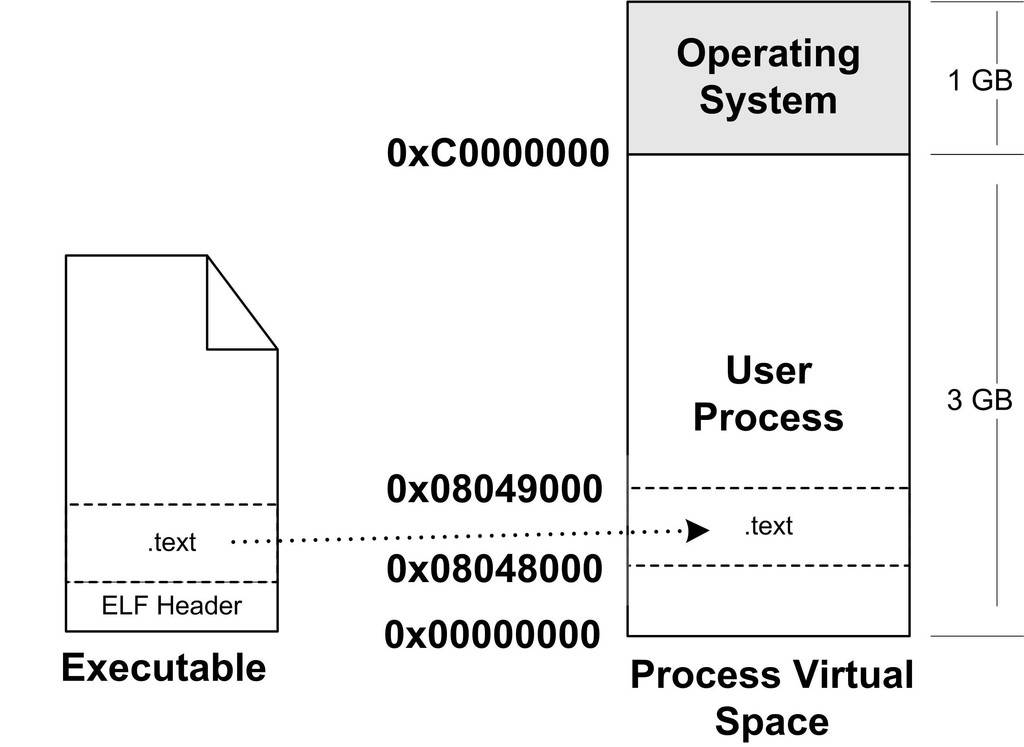 Operating
System
1 GB
0xC0000000
User
Process
3 GB
0x08049000
.text
.text
0x08048000
ELF Header
0x00000000
Executable
Process Virtual
Space